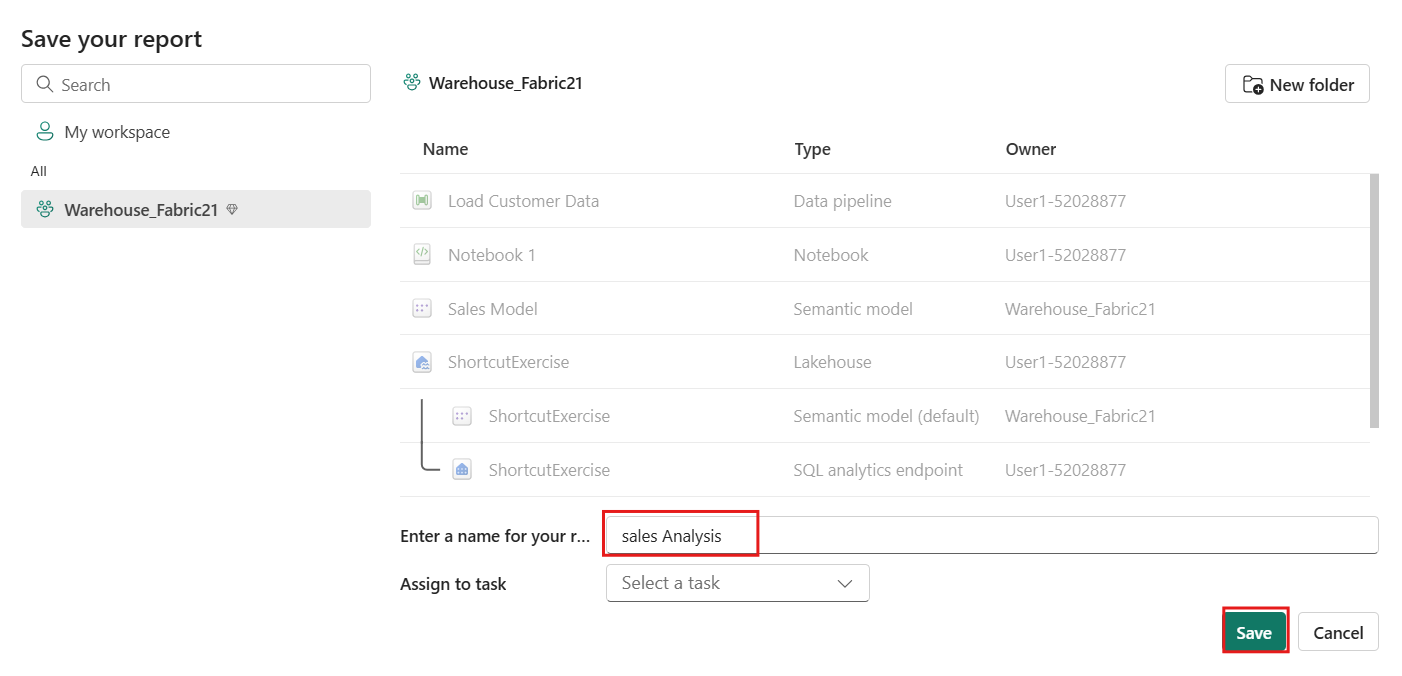 Save your report
Search
My workspace
All
Warehouse_Fabric21
Warehouse_Fabric21
New folder
Name Type Owner
Load Customer Data Data pipeline User1-52028877
Notebook 1 Notebook User1-52028877
Sales Model Semantic model Warehouse_Fabric21
ShortcutExercise Lakehouse User1-52028877
ShortcutExercise Semantic model (default) Warehouse_Fabric21
ShortcutExercise SQL analytics endpoint User1-52028877
Enter a name for your r... sales Analysis
Assign to task Select a task
Save Cancel